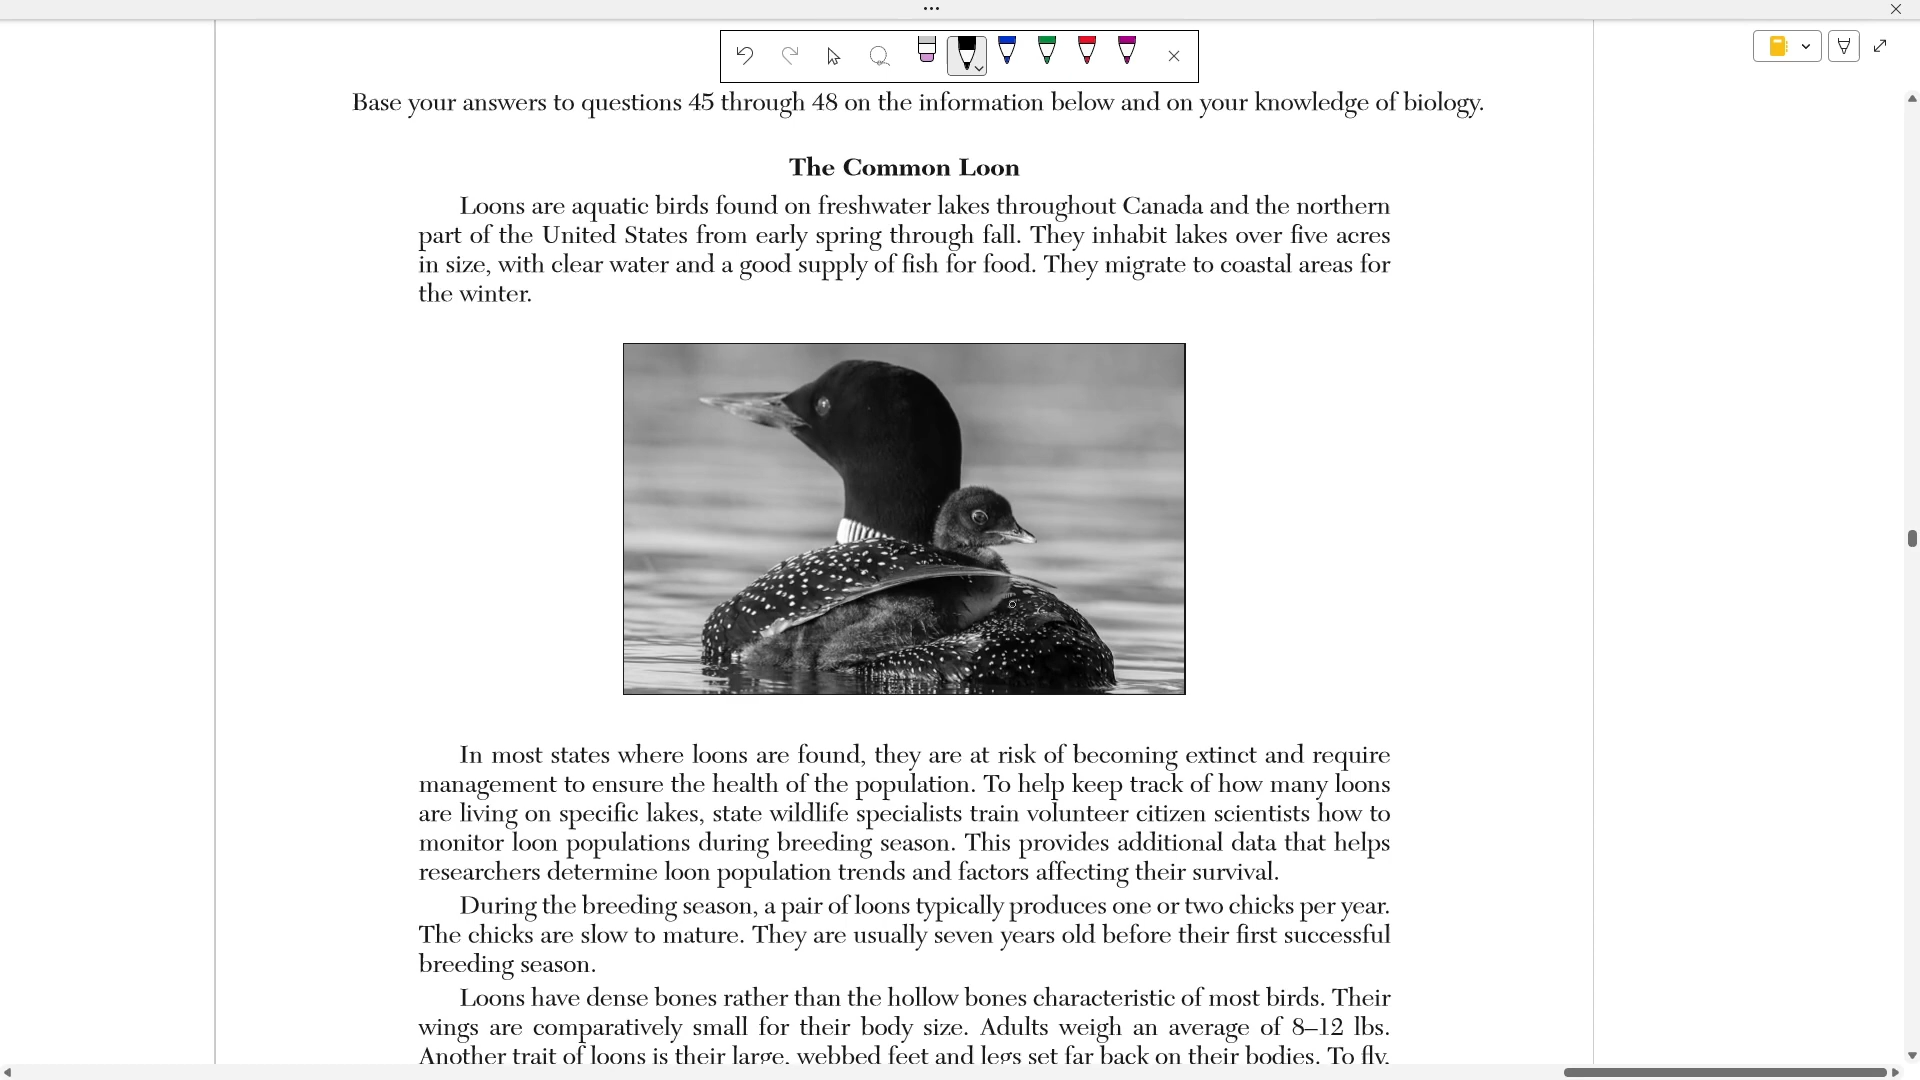 Base your answers to questions 45 through 48 on the information below and on your knowledge of biology.
The Common Loon
Loons are aquatic birds found on freshwater lakes throughout Canada and the northern
part of the United States from early spring through fall. They inhabit lakes over five acres
in size, with clear water and a good supply of fish for food. They migrate to coastal areas for
the winter.
In most states where loons are found, they are at risk of becoming extinct and require
management to ensure the health of the population. To help keep track of how many loons
are living on specific lakes, state wildlife specialists train volunteer citizen scientists how to
monitor loon populations during breeding season. This provides additional data that helps
researchers determine loon population trends and factors affecting their survival.
During the breeding season, a pair of loons typically produces one or two chicks per year.
The chicks are slow to mature. They are usually seven years old before their first successful
breeding season.
Loons have dense bones rather than the hollow bones characteristic of most birds. Their
wings are comparatively small for their body size. Adults weigh an average of 8–12 lbs.
Another trait of loons is their large, webbed feet and legs set far back on their bodies. To fly,